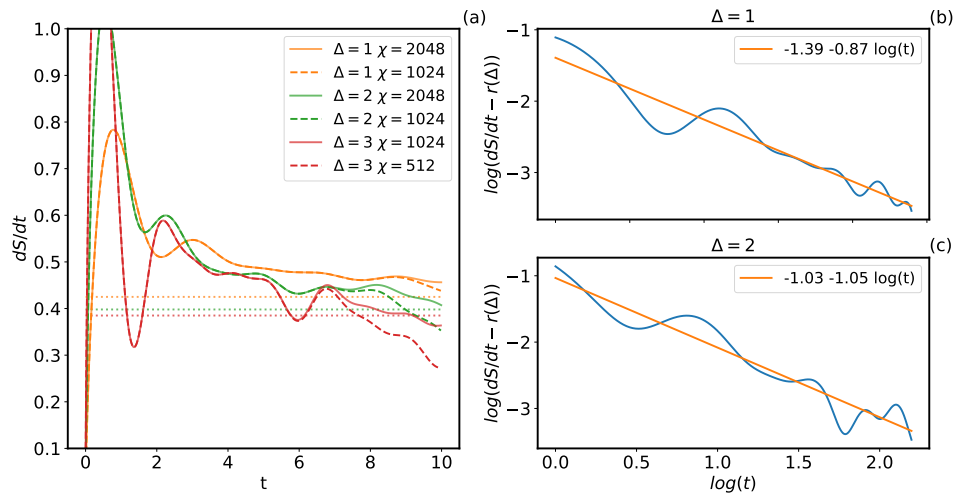 (a)
1.0
0.9
0.8
0.7
0.6
0.5
0.4
0.3
0.2
0.1
dS/dt
0
2
4
6
8
10
t
Δ = 1 χ = 2048
Δ = 1 χ = 1024
Δ = 2 χ = 2048
Δ = 2 χ = 1024
Δ = 3 χ = 1024
Δ = 3 χ = 512
Δ = 1
(b)
−1
−2
−3
log(dS/dt − r(Δ))
-1.39 -0.87 log(t)
Δ = 2
(c)
−1
−2
−3
log(dS/dt − r(Δ))
-1.03 -1.05 log(t)
0.0
0.5
1.0
1.5
2.0
log(t)